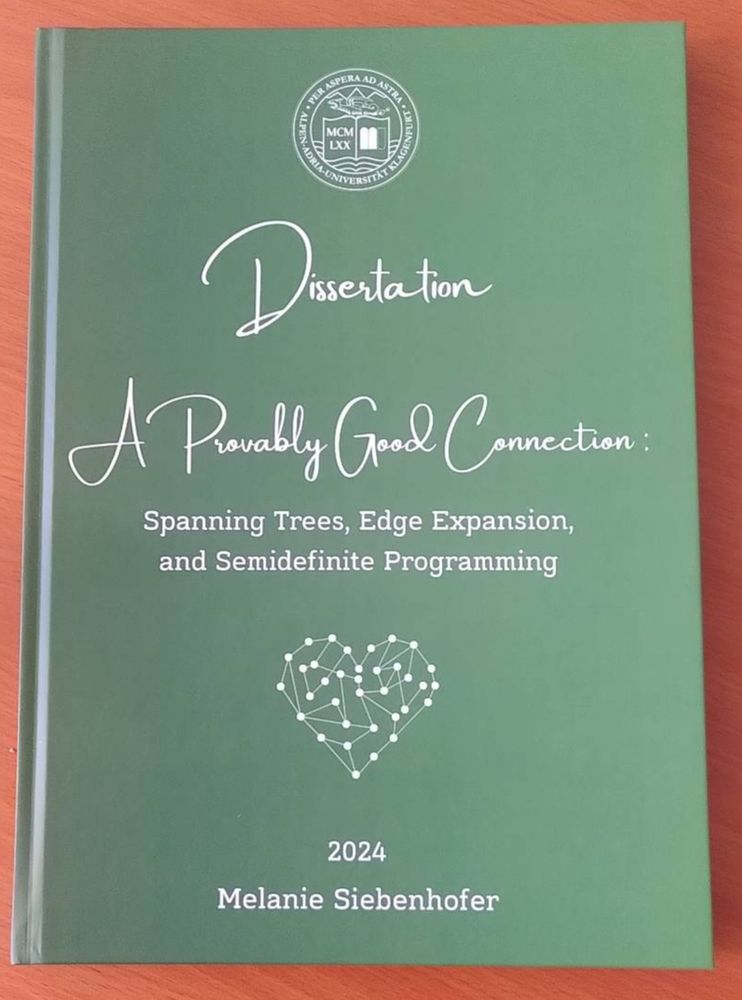 · PER ASPERA AD ASTRA ·
ALPEN-ADRIA-UNIVERSITÄT KLAGENFURT
MCM
LXX
Dissertation
A Provably Good Connection:
Spanning Trees, Edge Expansion,
and Semidefinite Programming
2024
Melanie Siebenhofer